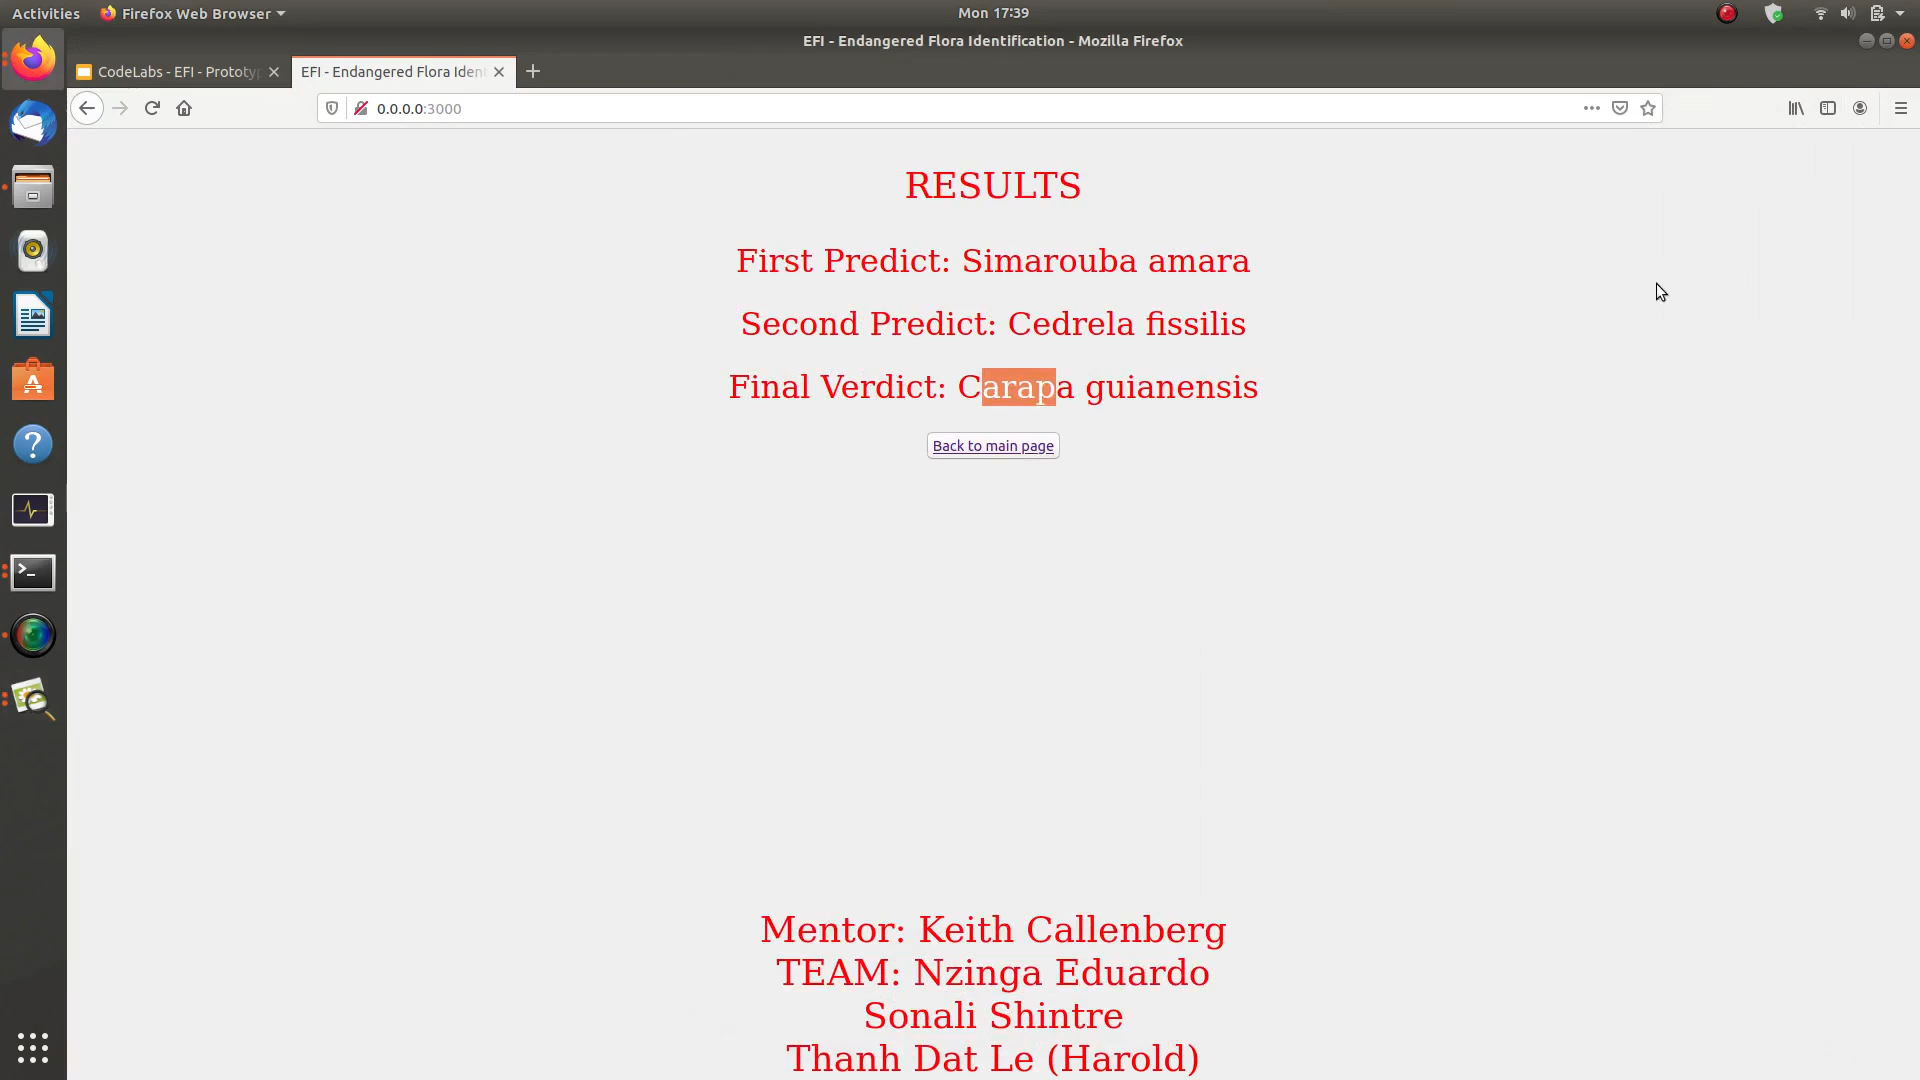 Activities
Firefox Web Browser
Mon 17:39
EFI - Endangered Flora Identification - Mozilla Firefox
CodeLabs - EFI - Prototyp
EFI - Endangered Flora Iden
0.0.0.0:3000
RESULTS
First Predict: Simarouba amara
Second Predict: Cedrela fissilis
Final Verdict: Carapa guianensis
Back to main page
Mentor: Keith Callenberg
TEAM: Nzinga Eduardo
Sonali Shintre
Thanh Dat Le (Harold)